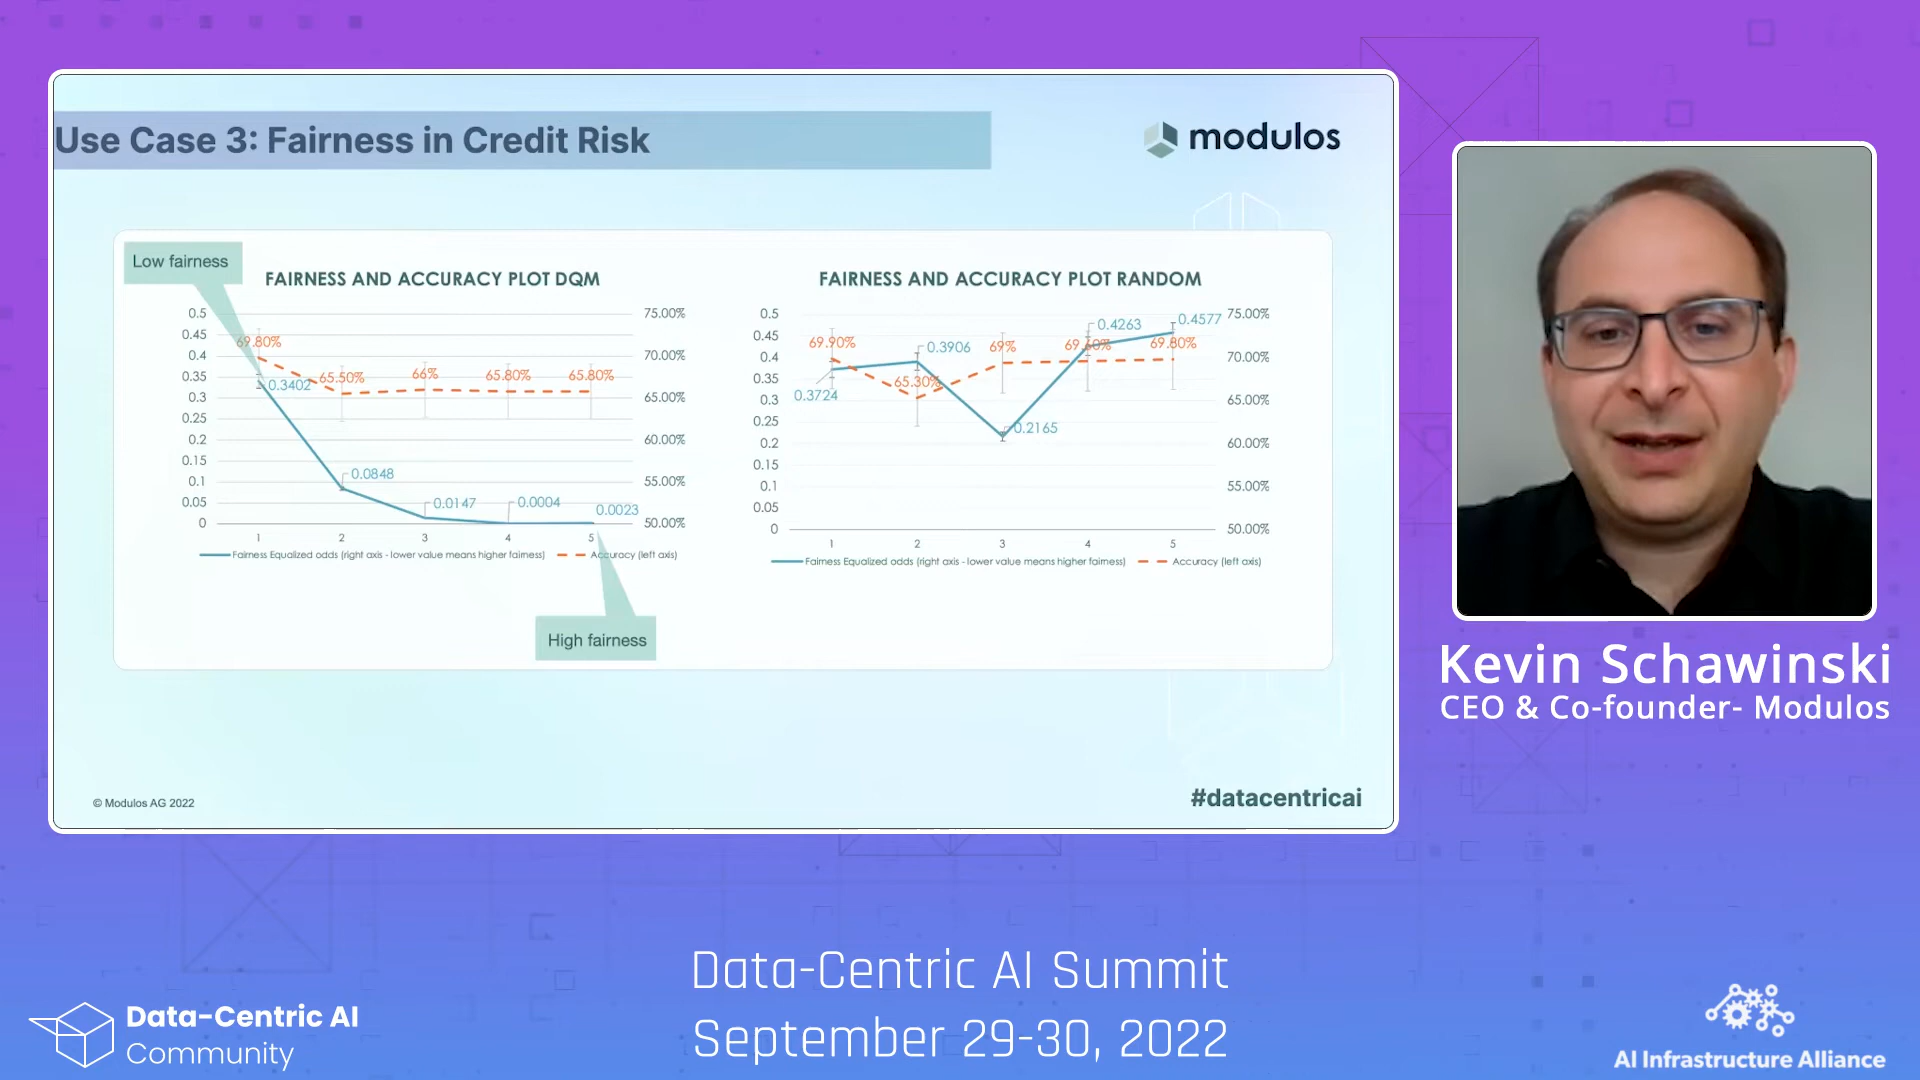 Use Case 3: Fairness in Credit Risk
modulos
Low fairness
FAIRNESS AND ACCURACY PLOT DQM
0.5
0.45
0.4
0.35
0.3
0.25
0.2
0.15
0.1
0.05
0
75.00%
70.00%
65.00%
60.00%
55.00%
50.00%
69.80%
65.50%
66%
65.80%
65.80%
0.3402
0.0848
0.0147
0.0004
0.0023
1 2 3 4 5
Fairness Equalized odds (right axis - lower value means higher fairness) Accuracy (left axis)
High fairness
FAIRNESS AND ACCURACY PLOT RANDOM
0.5
0.45
0.4
0.35
0.3
0.25
0.2
0.15
0.1
0.05
0
75.00%
70.00%
65.00%
60.00%
55.00%
50.00%
69.90%
65.30%
69%
69.60%
69.80%
0.3724
0.3906
0.2165
0.4263
0.4577
1 2 3 4 5
Fairness Equalized odds (right axis - lower value means higher fairness) Accuracy (left axis)
© Modulos AG 2022
#datacentricai
Kevin Schawinski
CEO & Co-founder- Modulos
Data-Centric AI Summit
September 29-30, 2022
Data-Centric AI
Community
AI Infrastructure Alliance